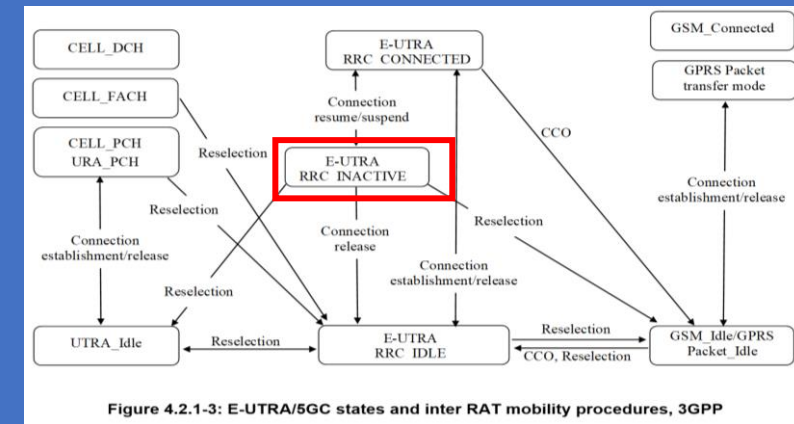 CELL_DCH
E-UTRA
RRC CONNECTED
GSM_Connected
GPRS Packet
transfer mode
CELL_FACH
Connection
resume/suspend
CCO
CELL_PCH
URA_PCH
Reselection
E-UTRA
RRC INACTIVE
Connection
establishment/release
Reselection
Reselection
Connection
release
Connection
establishment/release
Connection
establishment/release
Reselection
UTRA_Idle
Reselection
E-UTRA
RRC IDLE
Reselection
CCO, Reselection
GSM_Idle/GPRS
Packet_Idle
Figure 4.2.1-3: E-UTRA/5GC states and inter RAT mobility procedures, 3GPP